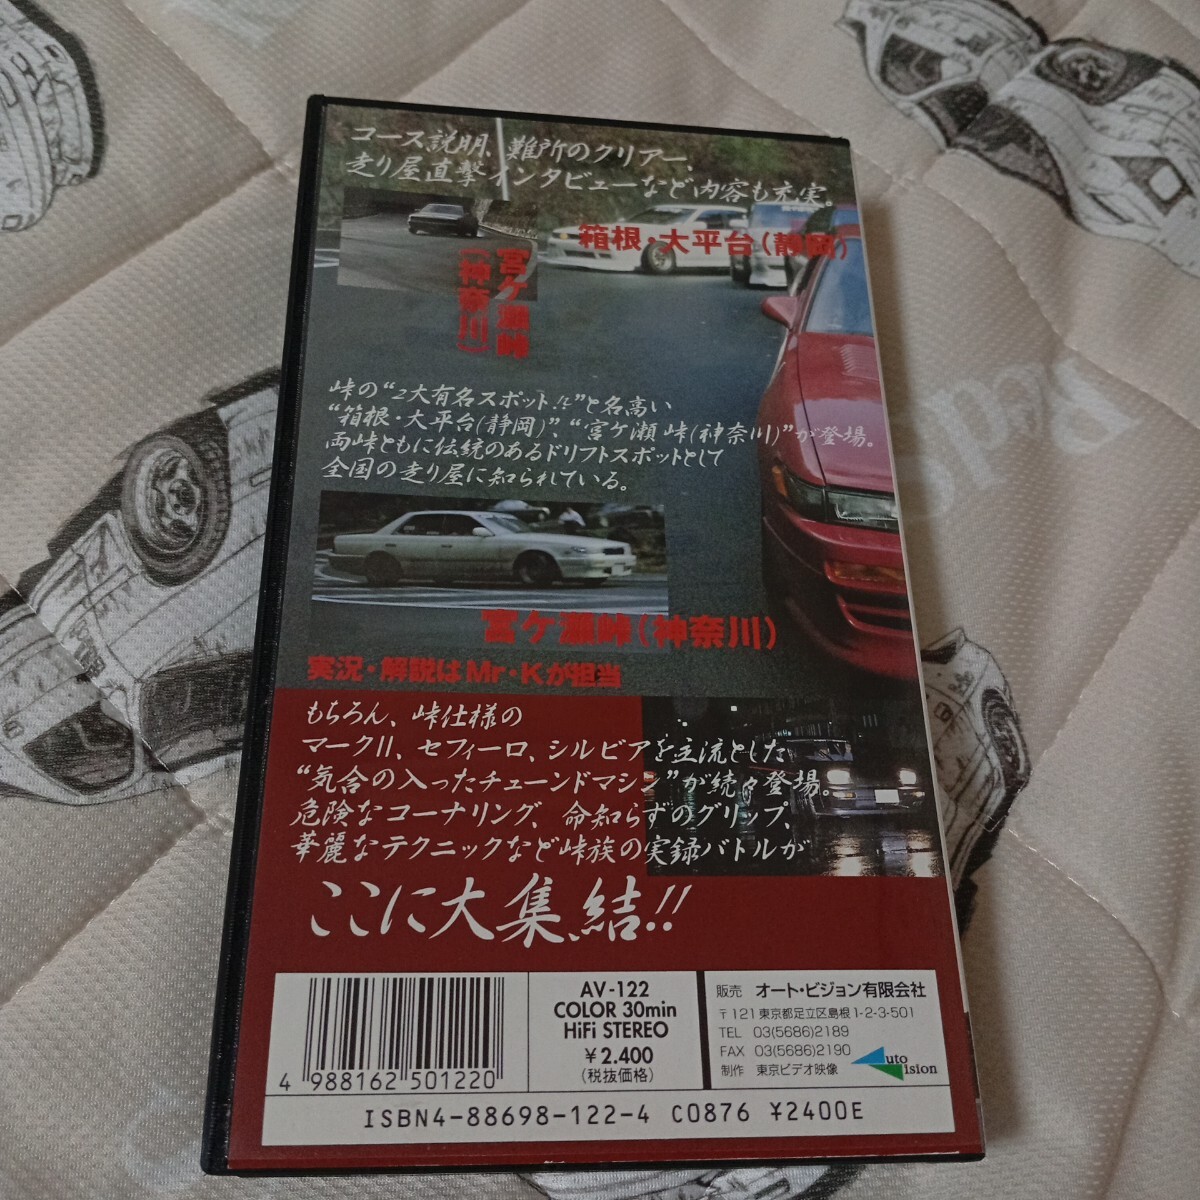 コース説明、難所のクリアー、
走り屋直撃インタビューなど内容も充実。
箱根・大平台(静岡)
宮ケ瀬峠
(神奈川)
峠の“2大有名スポット!!”と名高い
“箱根・大平台(静岡)”、“宮ケ瀬峠(神奈川)”が登場。
両峠ともに伝統のあるドリフトスポットとして
全国の走り屋に知られている。
宮ケ瀬峠(神奈川)
実況・解説はMr・Kが担当
もちろん、峠仕様の
マークII、セフィーロ、シルビアを主流とした
“気合の入ったチューンドマシン”が続々登場。
危険なコーナリング、命知らずのグリップ、
華麗なテクニックなど峠族の実録バトルが
ここに大集結!!
4 988162 501220
AV-122
COLOR 30min
HiFi STEREO
￥2.400
(税抜価格)
販売 オート・ビジョン有限会社
〒121 東京都足立区島根1-2-3-501
TEL 03(5686)2189
FAX 03(5686)2190
制作 東京ビデオ映像
Auto
Vision
ISBN4-88698-122-4 C0876 ¥2400E